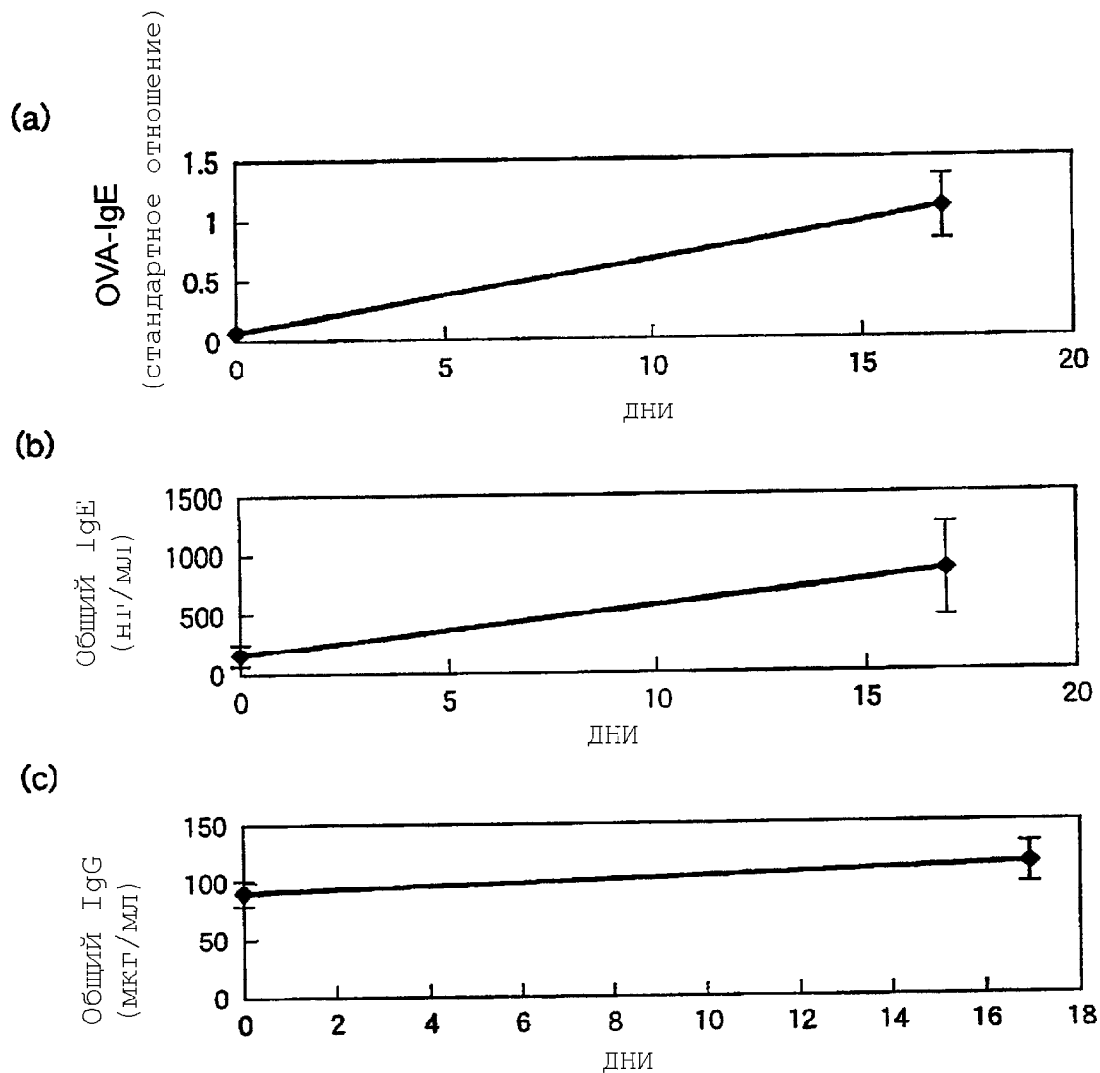 (a)
OVA-IgE
(стандартное отношение)
1.5
1
0.5
0
0 5 10 15 20
дни
(b)
Общий IgE
(нг/мл)
1500
1000
500
0
0 5 10 15 20
дни
(c)
Общий IgG
(мкг/мл)
150
100
50
0
0 2 4 6 8 10 12 14 16 18
дни